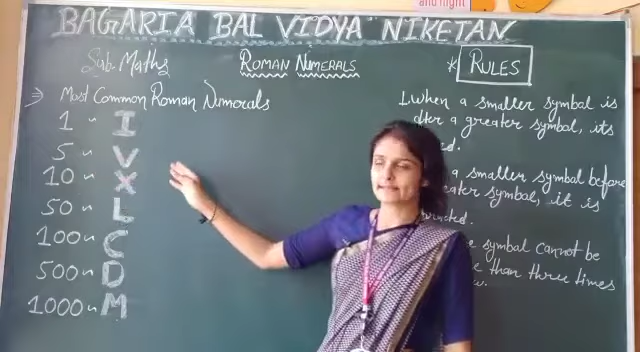 and right
BAGARIA BAL VIDYA NIKETAN
Sub. Maths
ROMAN NUMERALS
RULES
Most Common Roman Numerals
1 I
5 V
10 X
50 L
100 C
500 D
1000 M
1. When a smaller symbol is
after a greater symbol, its
a smaller symbol before
symbol, it is
symbol cannot be
than three times